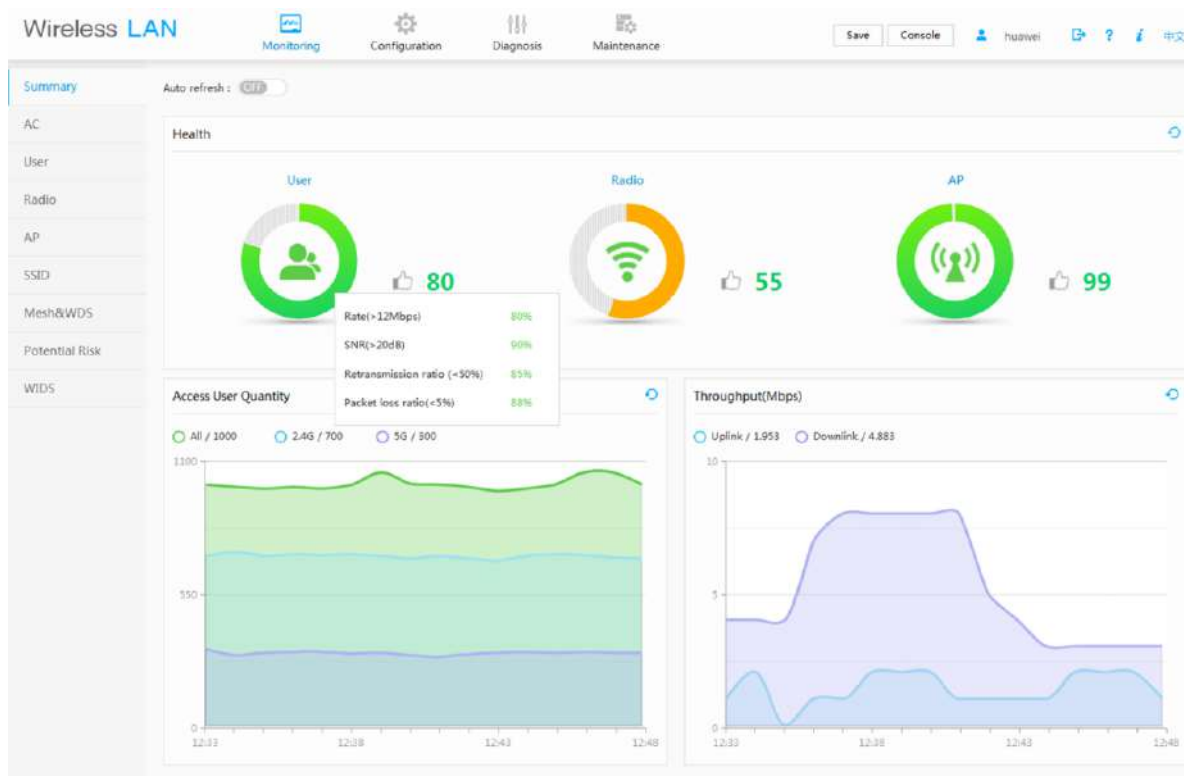 Wireless LAN
Monitoring Configuration Diagnosis Maintenance
Save Console huawei ? i 中文
Summary
AC
User
Radio
AP
SSID
Mesh&WDS
Potential Risk
WIDS
Auto refresh : OFF
Health
User Radio AP
80 55 99
Rate(>12Mbps) 80%
SNR(>20dB) 90%
Retransmission ratio (<50%) 85%
Packet loss ratio(<5%) 88%
Access User Quantity
All / 1000 2.4G / 700 5G / 300
1100
550
0
12:33 12:38 12:43 12:48
Throughput(Mbps)
Uplink / 1.953 Downlink / 4.883
10
5
0
12:33 12:38 12:43 12:48